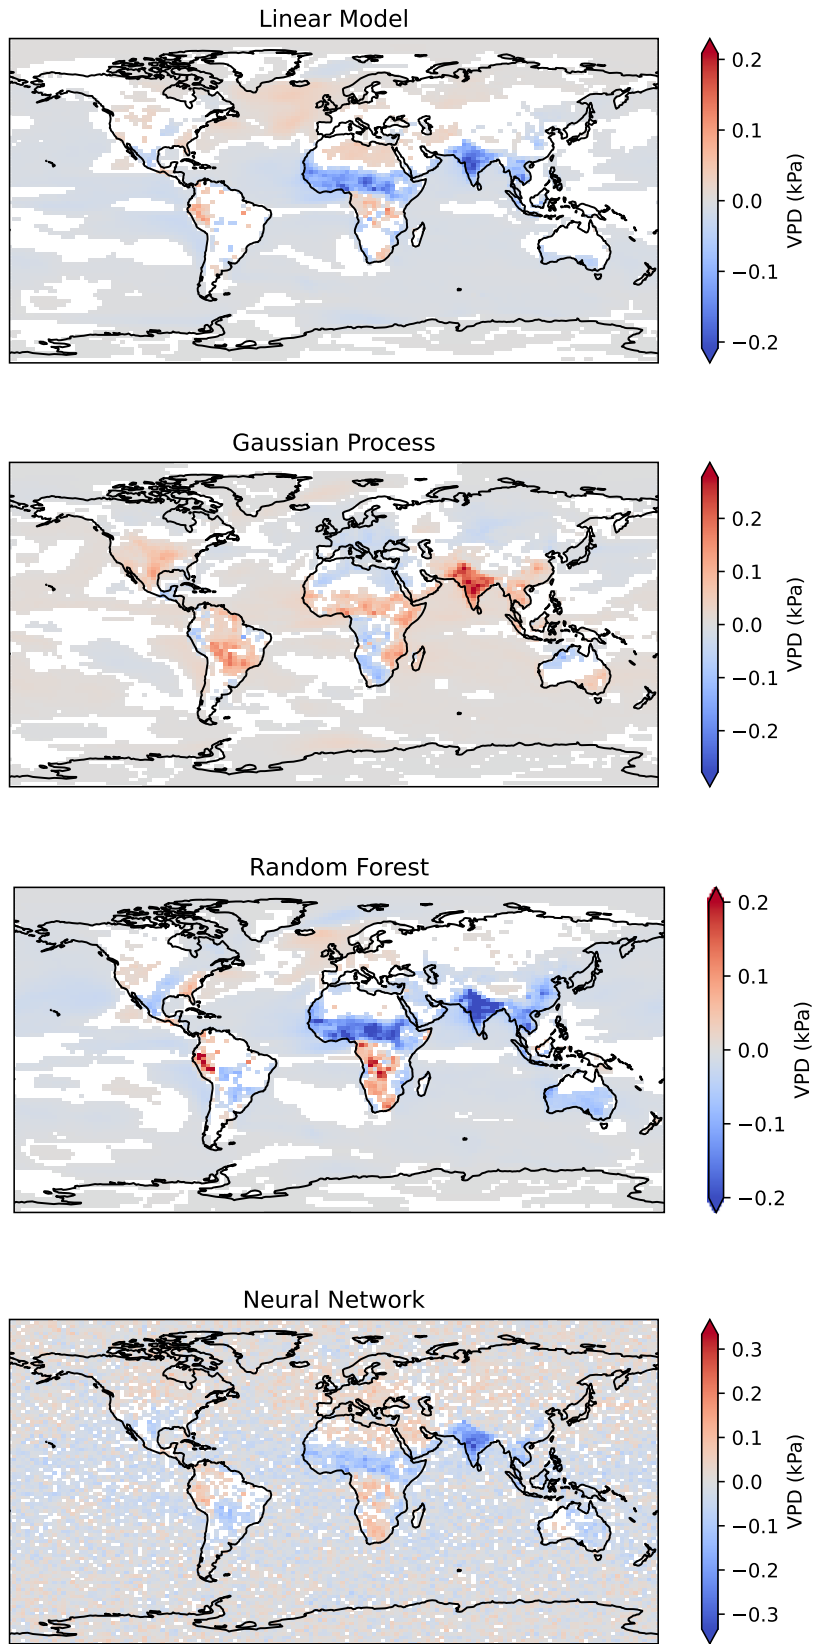 Linear Model
0.2
0.1
0.0
−0.1
−0.2
VPD (kPa)
Gaussian Process
0.2
0.1
0.0
−0.1
−0.2
VPD (kPa)
Random Forest
0.2
0.1
0.0
−0.1
−0.2
VPD (kPa)
Neural Network
0.3
0.2
0.1
0.0
−0.1
−0.2
−0.3
VPD (kPa)